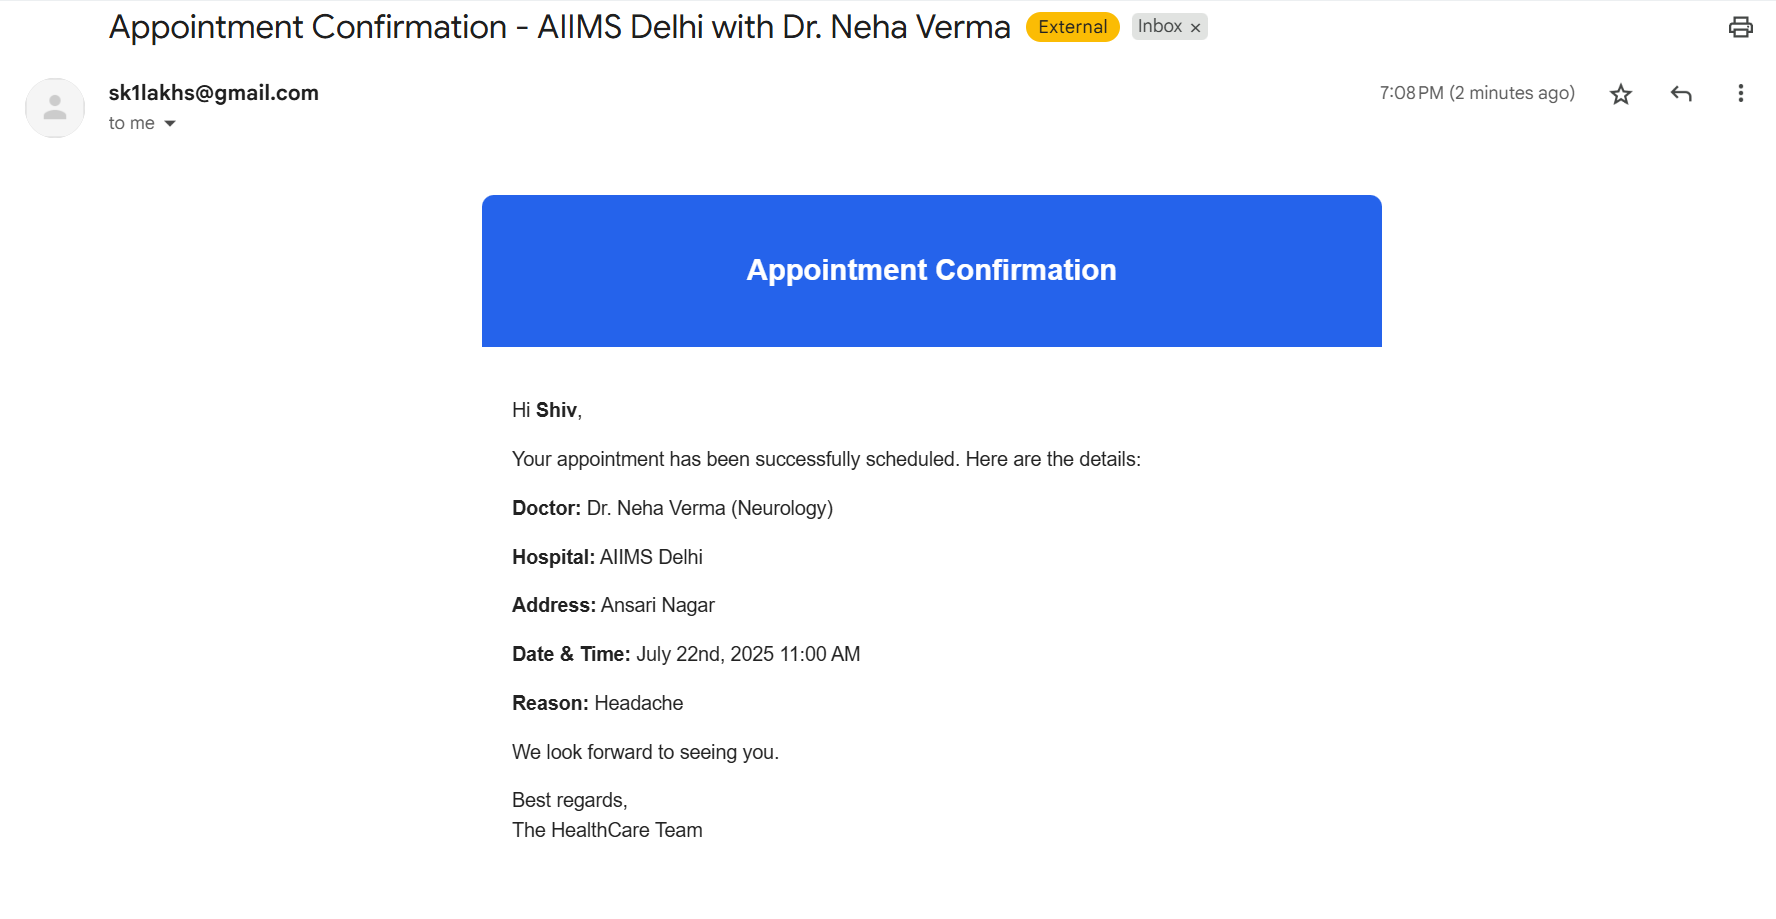 Appointment Confirmation - AIIMS Delhi with Dr. Neha Verma External Inbox ×
sk1lakhs@gmail.com 7:08 PM (2 minutes ago)
to me
Appointment Confirmation
Hi Shiv,
Your appointment has been successfully scheduled. Here are the details:
Doctor: Dr. Neha Verma (Neurology)
Hospital: AIIMS Delhi
Address: Ansari Nagar
Date & Time: July 22nd, 2025 11:00 AM
Reason: Headache
We look forward to seeing you.
Best regards,
The HealthCare Team